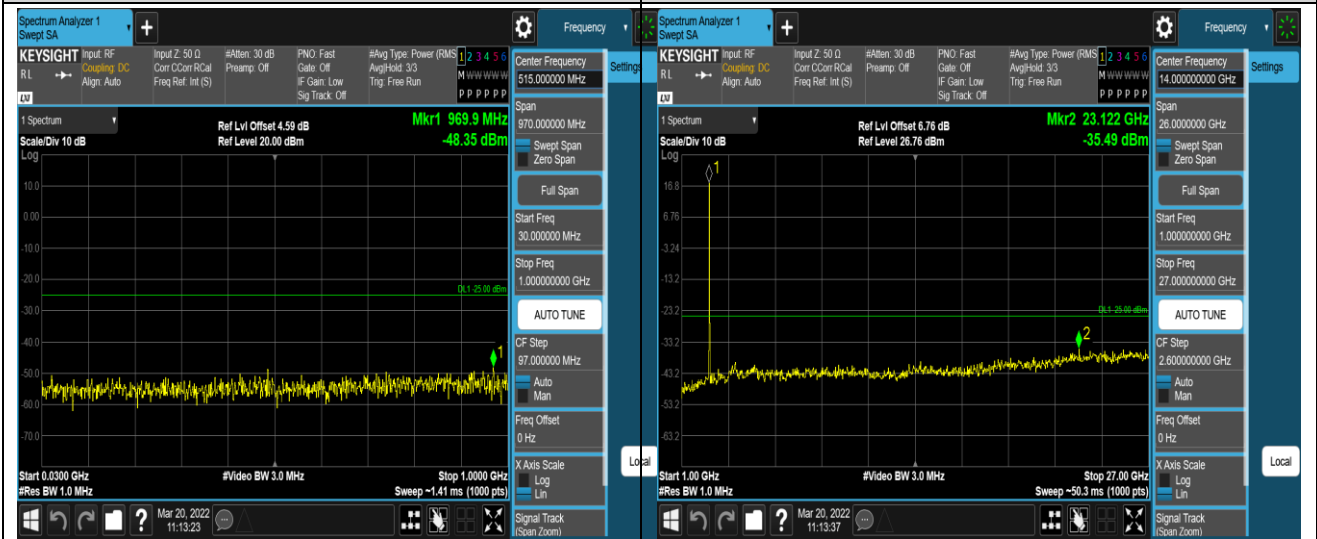 Spectrum Analyzer 1
Swept SA
Frequency
KEYSIGHT
Input: RF
Coupling: DC
Align: Auto
Input Z: 50 Ω
Corr CCorr RCal
Freq Ref: Int (S)
#Atten: 30 dB
Preamp: Off
PNO: Fast
Gate: Off
IF Gain: Low
Sig Track: Off
#Avg Type: Power (RMS
Avg|Hold: 3/3
Trig: Free Run
1 2 3 4 5 6
M W W W W W
P P P P P P
RL
LXI
Center Frequency
515.000000 MHz
Settings
1 Spectrum
Scale/Div 10 dB
Log
Ref Lvl Offset 4.59 dB
Ref Level 20.00 dBm
Mkr1 969.9 MHz
-48.35 dBm
Span
970.000000 MHz
Swept Span
Zero Span
Full Span
Start Freq
30.000000 MHz
Stop Freq
1.000000000 GHz
AUTO TUNE
CF Step
97.000000 MHz
Auto
Man
Freq Offset
0 Hz
X Axis Scale
Log
Lin
Signal Track
(Span Zoom)
Local
10.0
0.00
-10.0
-20.0
-30.0
-40.0
-50.0
-60.0
-70.0
DL1 -25.00 dBm
1
Start 0.0300 GHz
#Res BW 1.0 MHz
#Video BW 3.0 MHz
Stop 1.0000 GHz
Sweep ~1.41 ms (1000 pts)
?
Mar 20, 2022
11:13:23
Spectrum Analyzer 1
Swept SA
Frequency
KEYSIGHT
Input: RF
Coupling: DC
Align: Auto
Input Z: 50 Ω
Corr CCorr RCal
Freq Ref: Int (S)
#Atten: 30 dB
Preamp: Off
PNO: Fast
Gate: Off
IF Gain: Low
Sig Track: Off
#Avg Type: Power (RMS
Avg|Hold: 3/3
Trig: Free Run
1 2 3 4 5 6
M W W W W W
P P P P P P
RL
LXI
Center Frequency
14.000000000 GHz
Settings
1 Spectrum
Scale/Div 10 dB
Log
Ref Lvl Offset 6.76 dB
Ref Level 26.76 dBm
Mkr2 23.122 GHz
-35.49 dBm
Span
26.0000000 GHz
Swept Span
Zero Span
Full Span
Start Freq
1.000000000 GHz
Stop Freq
27.000000000 GHz
AUTO TUNE
CF Step
2.600000000 GHz
Auto
Man
Freq Offset
0 Hz
X Axis Scale
Log
Lin
Signal Track
(Span Zoom)
Local
16.8
6.76
-3.24
-13.2
-23.2
-33.2
-43.2
-53.2
-63.2
DL1 -25.00 dBm
1
2
Start 1.00 GHz
#Res BW 1.0 MHz
#Video BW 3.0 MHz
Stop 27.00 GHz
Sweep ~50.3 ms (1000 pts)
?
Mar 20, 2022
11:13:37